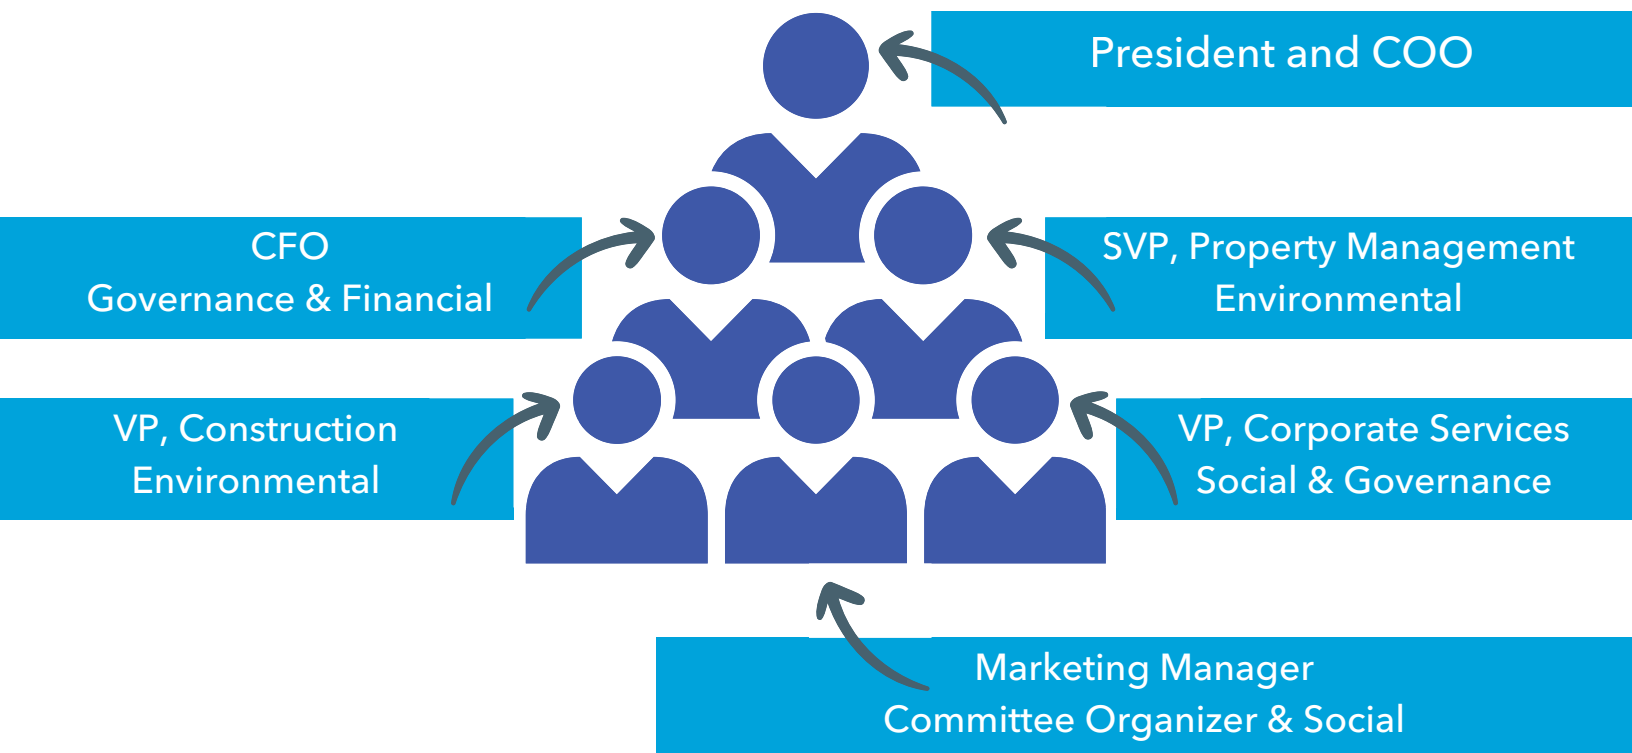 President and COO
CFO
Governance & Financial
SVP, Property Management
Environmental
VP, Construction
Environmental
VP, Corporate Services
Social & Governance
Marketing Manager
Committee Organizer & Social